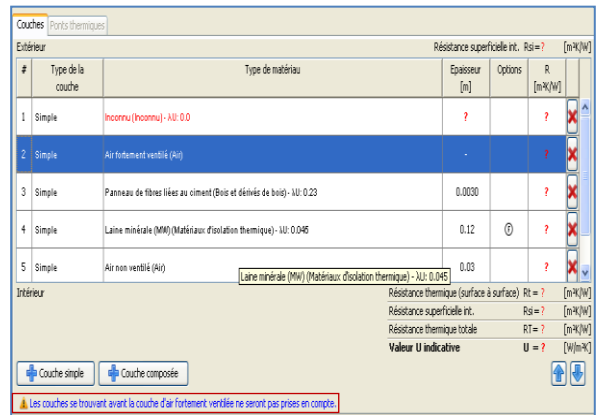 Couches Ponts thermiques
Extérieur Résistance superficielle int. Rsi=? [m²K/W]
# Type de la couche Type de matériau Epaisseur [m] Options R [m²K/W]
1 Simple Inconnu (Inconnu) - λU: 0.0 ? ?
2 Simple Air fortement ventilé (Air) - ?
3 Simple Panneau de fibres liées au ciment (Bois et dérivés de bois) - λU: 0.23 0.0030 ?
4 Simple Laine minérale (MW) (Matériaux d'isolation thermique) - λU: 0.045 0.12 ?
5 Simple Air non ventilé (Air) 0.03 ?
Laine minérale (MW) (Matériaux d'isolation thermique) - λU: 0.045
Intérieur Résistance thermique (surface à surface) Rt = ? [m²K/W]
Résistance superficielle int. Rsi= ? [m²K/W]
Résistance thermique totale RT= ? [m²K/W]
Valeur U indicative U = ? [W/m²K]
Couche simple Couche composée
Les couches se trouvant avant la couche d'air fortement ventilée ne seront pas prises en compte.